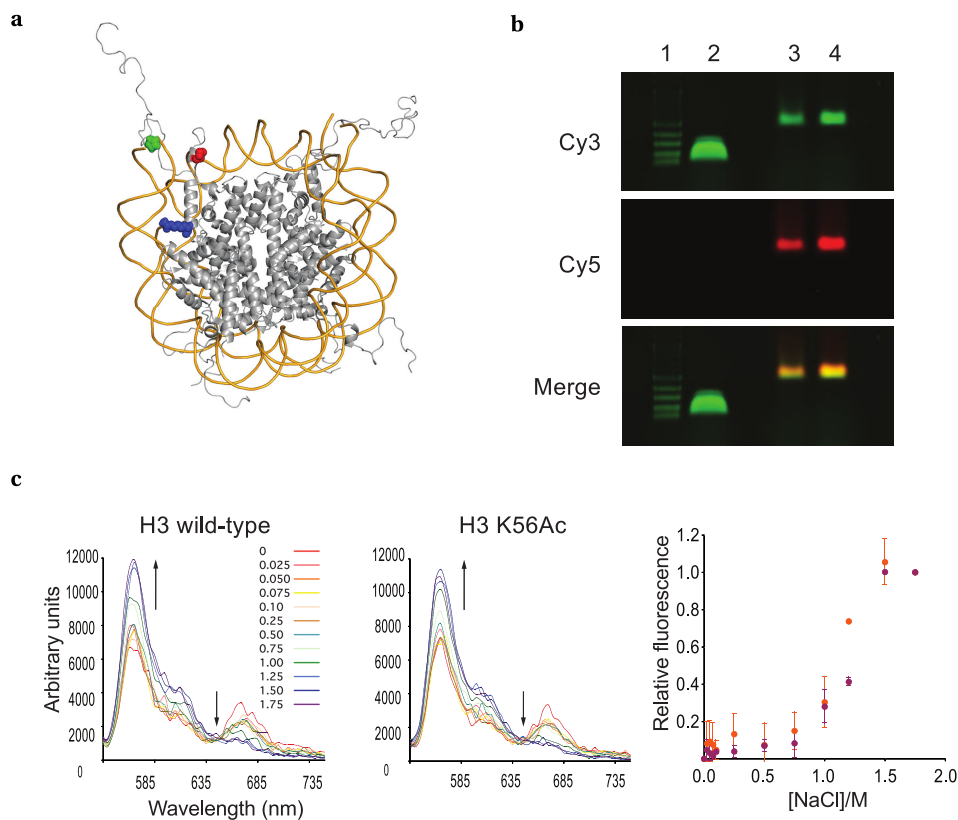 a
b
1 2 3 4
Cy3
Cy5
Merge
c
H3 wild-type
H3 K56Ac
Arbitrary units
12000
10000
8000
6000
4000
2000
0
585 635 685 735
Wavelength (nm)
0
0.025
0.050
0.075
0.10
0.25
0.50
0.75
1.00
1.25
1.50
1.75
12000
10000
8000
6000
4000
2000
0
585 635 685 735
Relative fluorescence
1.2
1.0
0.8
0.6
0.4
0.2
0.0 0.5 1.0 1.5 2.0
[NaCl]/M